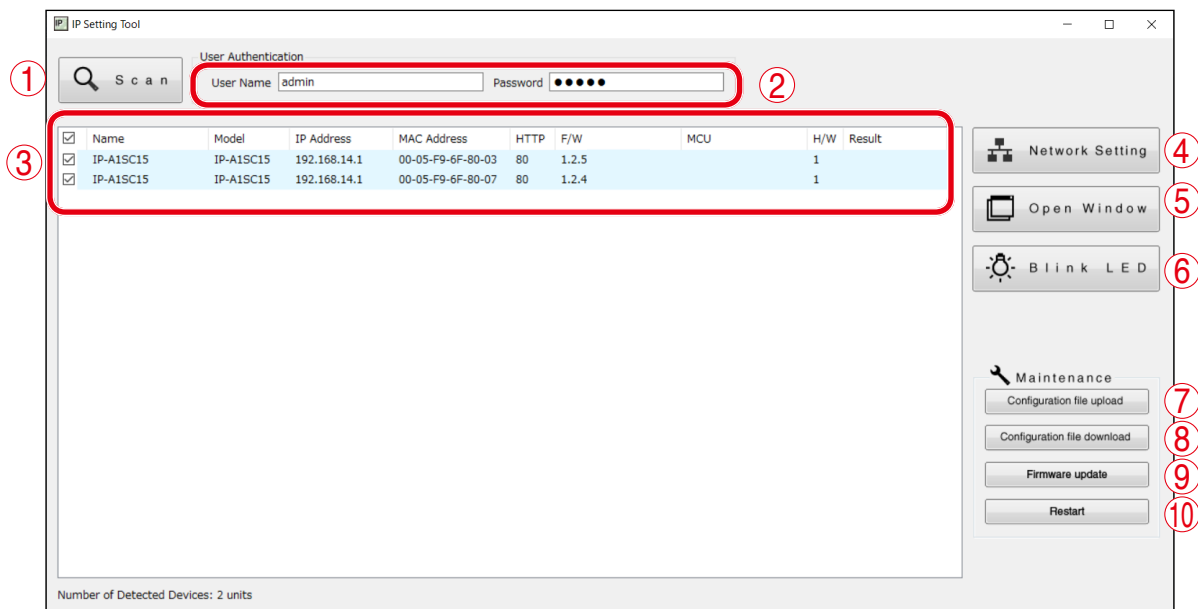 IP IP Setting Tool
① Scan User Authentication
User Name admin Password ●●●●● ②
③ Name Model IP Address MAC Address HTTP F/W MCU H/W Result
IP-A1SC15 IP-A1SC15 192.168.14.1 00-05-F9-6F-80-03 80 1.2.5 1
IP-A1SC15 IP-A1SC15 192.168.14.1 00-05-F9-6F-80-07 80 1.2.4 1
Network Setting ④
Open Window ⑤
Blink LED ⑥
Maintenance
Configuration file upload ⑦
Configuration file download ⑧
Firmware update ⑨
Restart ⑩
Number of Detected Devices: 2 units